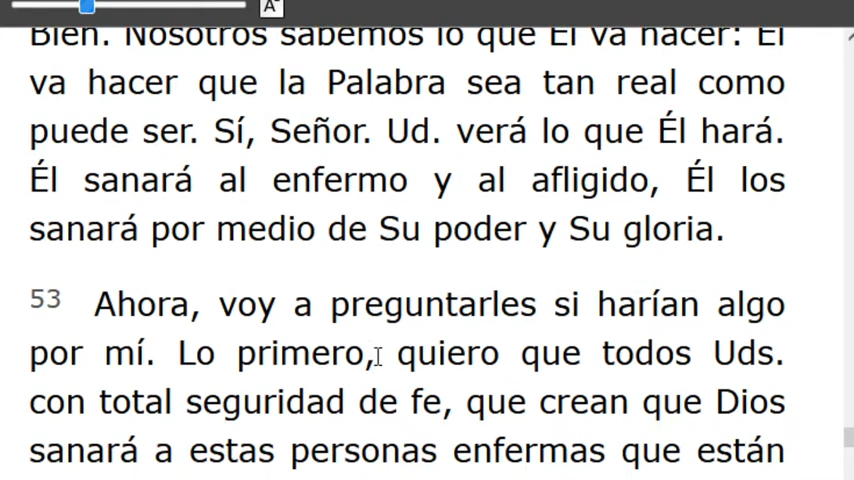 A
Bien. Nosotros sabemos lo que Él va hacer: Él
va hacer que la Palabra sea tan real como
puede ser. Sí, Señor. Ud. verá lo que Él hará.
Él sanará al enfermo y al afligido, Él los
sanará por medio de Su poder y Su gloria.
53 Ahora, voy a preguntarles si harían algo
por mí. Lo primero, quiero que todos Uds.
con total seguridad de fe, que crean que Dios
sanará a estas personas enfermas que están